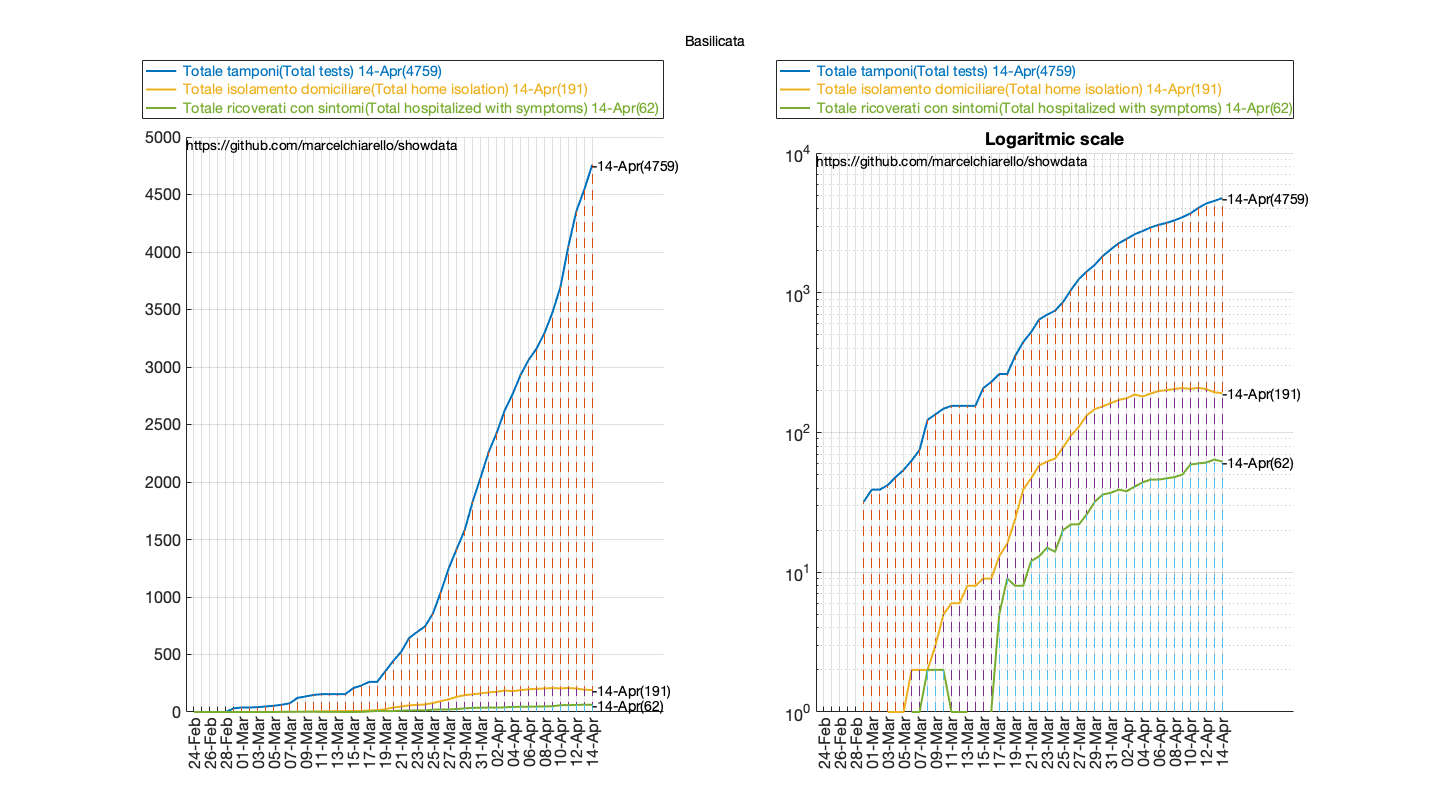 Basilicata
Totale tamponi(Total tests) 14-Apr(4759)
Totale isolamento domiciliare(Total home isolation) 14-Apr(191)
Totale ricoverati con sintomi(Total hospitalized with symptoms) 14-Apr(62)
5000
https://github.com/marcelchiarello/showdata
14-Apr(4759)
4500
4000
3500
3000
2500
2000
1500
1000
500
14-Apr(191)
14-Apr(62)
0
24-Feb
26-Feb
28-Feb
01-Mar
03-Mar
05-Mar
07-Mar
09-Mar
11-Mar
13-Mar
15-Mar
17-Mar
19-Mar
21-Mar
23-Mar
25-Mar
27-Mar
29-Mar
31-Mar
02-Apr
04-Apr
06-Apr
08-Apr
10-Apr
12-Apr
14-Apr
Totale tamponi(Total tests) 14-Apr(4759)
Totale isolamento domiciliare(Total home isolation) 14-Apr(191)
Totale ricoverati con sintomi(Total hospitalized with symptoms) 14-Apr(62)
Logaritmic scale
10^4
https://github.com/marcelchiarello/showdata
14-Apr(4759)
10^3
14-Apr(191)
10^2
14-Apr(62)
10^1
10^0
24-Feb
26-Feb
28-Feb
01-Mar
03-Mar
05-Mar
07-Mar
09-Mar
11-Mar
13-Mar
15-Mar
17-Mar
19-Mar
21-Mar
23-Mar
25-Mar
27-Mar
29-Mar
31-Mar
02-Apr
04-Apr
06-Apr
08-Apr
10-Apr
12-Apr
14-Apr